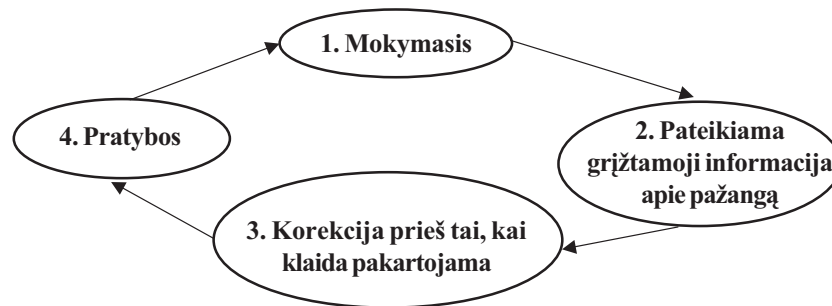 1. Mokymasis
2. Pateikiama
grįžtamoji informacija
apie pažangą
3. Korekcija prieš tai, kai
klaida pakartojama
4. Pratybos